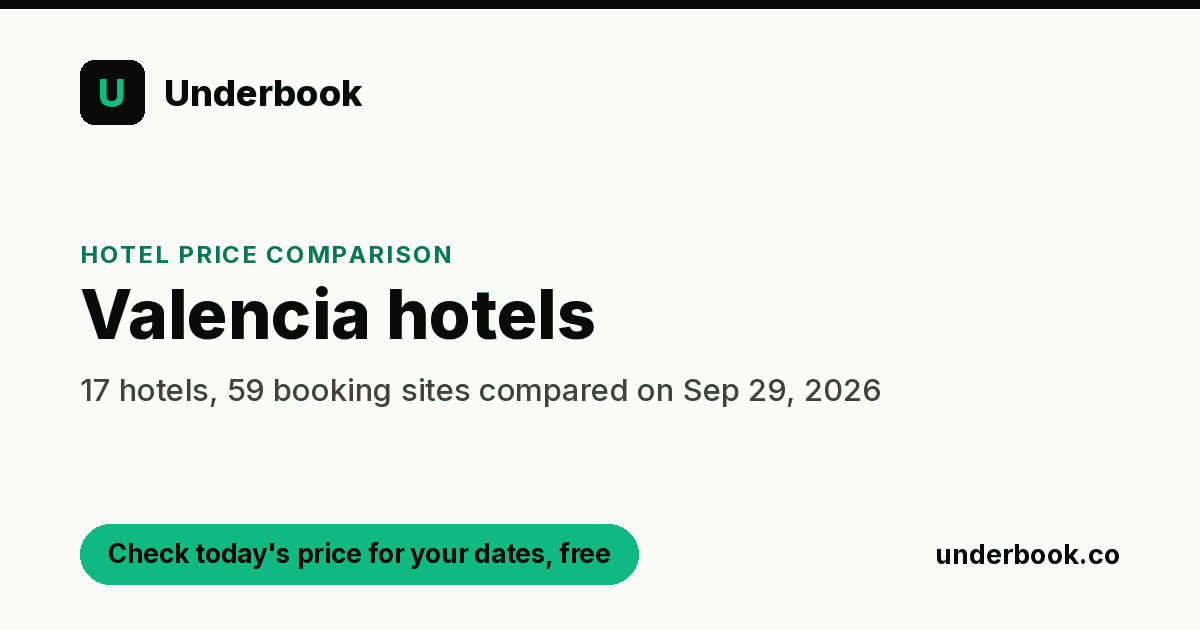 U Underbook
HOTEL PRICE COMPARISON
Valencia hotels
17 hotels, 59 booking sites compared on Sep 29, 2026
Check today's price for your dates, free
underbook.co